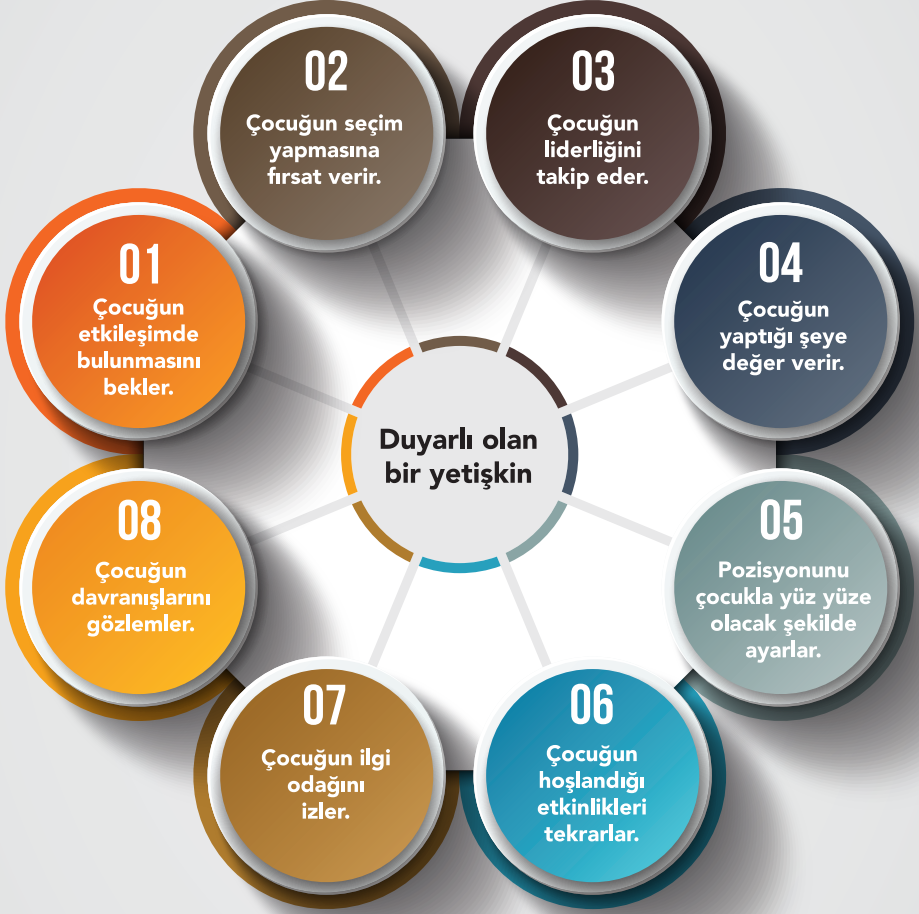 01
Çocuğun
etkileşimde
bulunmasını
bekler.
02
Çocuğun seçim
yapmasına
fırsat verir.
03
Çocuğun
liderliğini
takip eder.
04
Çocuğun
yaptığı şeye
değer verir.
05
Pozisyonunu
çocukla yüz yüze
olacak şekilde
ayarlar.
06
Çocuğun
hoşlandığı
etkinlikleri
tekrarlar.
07
Çocuğun ilgi
odağını
izler.
08
Çocuğun
davranışlarını
gözlemler.
Duyarlı olan
bir yetişkin